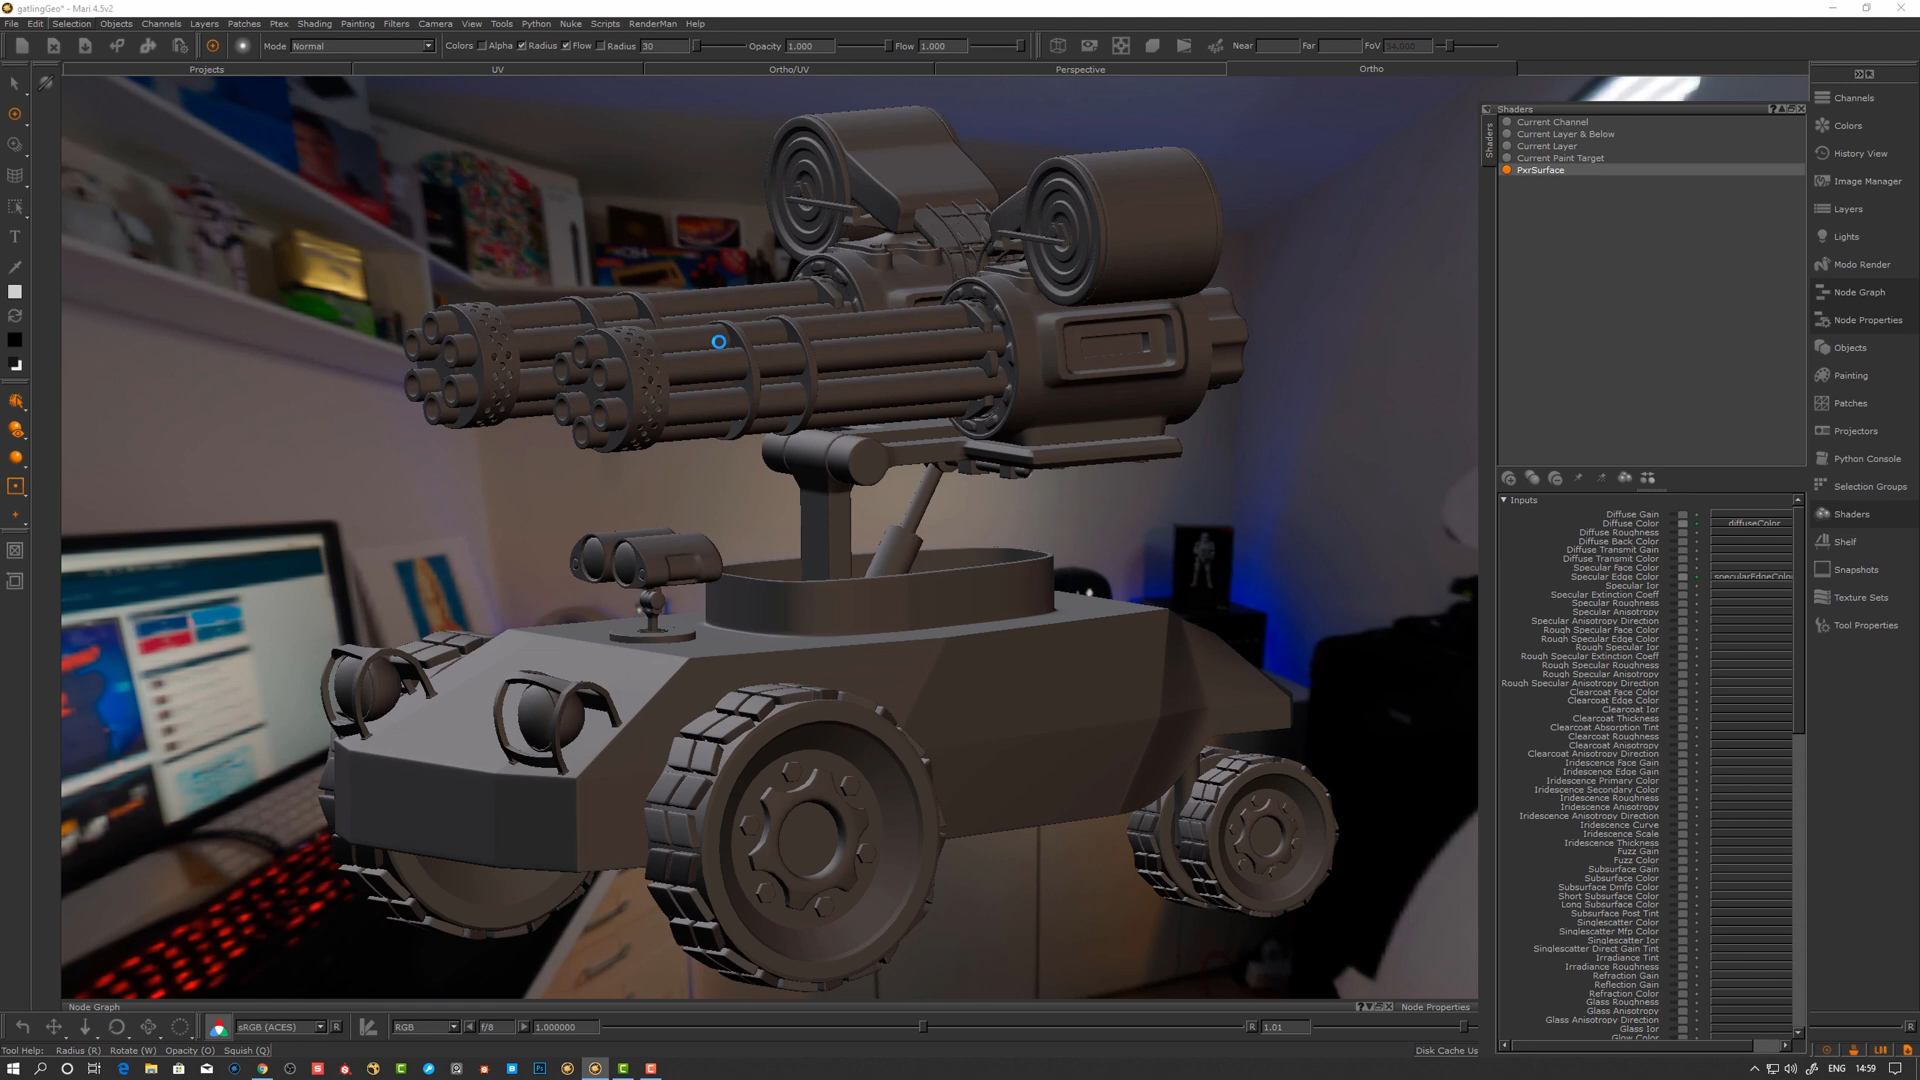 gatlingGeo* - Mari 4.5v2
File Edit Selection Objects Channels Layers Patches Ptex Shading Painting Filters Camera View Tools Python Nuke Scripts RenderMan Help
Mode Normal Colors Alpha Radius Flow Radius 30 Opacity 1.000 Flow 1.000 Near Far FoV 54.000
Projects UV Ortho/UV Perspective Ortho
Shaders
Shaders
Current Channel
Current Layer & Below
Current Layer
Current Paint Target
PxrSurface
Inputs
Diffuse Gain
Diffuse Color diffuseColor
Diffuse Roughness
Diffuse Back Color
Diffuse Transmit Gain
Diffuse Transmit Color
Specular Face Color
Specular Edge Color specularEdgeColo
Specular Ior
Specular Extinction Coeff
Specular Roughness
Specular Anisotropy
Specular Anisotropy Direction
Rough Specular Face Color
Rough Specular Edge Color
Rough Specular Ior
Rough Specular Extinction Coeff
Rough Specular Roughness
Rough Specular Anisotropy
Rough Specular Anisotropy Direction
Clearcoat Face Color
Clearcoat Edge Color
Clearcoat Ior
Clearcoat Thickness
Clearcoat Absorption Tint
Clearcoat Roughness
Clearcoat Anisotropy
Clearcoat Anisotropy Direction
Iridescence Face Gain
Iridescence Edge Gain
Iridescence Primary Color
Iridescence Secondary Color
Iridescence Roughness
Iridescence Anisotropy
Iridescence Anisotropy Direction
Iridescence Curve
Iridescence Scale
Iridescence Thickness
Fuzz Gain
Fuzz Color
Subsurface Gain
Subsurface Color
Subsurface Dmfp Color
Short Subsurface Color
Long Subsurface Color
Subsurface Post Tint
Singlescatter Color
Singlescatter Mfp Color
Singlescatter Ior
Singlescatter Direct Gain Tint
Irradiance Tint
Irradiance Roughness
Refraction Gain
Reflection Gain
Refraction Color
Glass Roughness
Glass Anisotropy
Glass Anisotropy Direction
Glass Ior
Glow Color
Channels
Colors
History View
Image Manager
Layers
Lights
Modo Render
Node Graph
Node Properties
Objects
Painting
Patches
Projectors
Python Console
Selection Groups
Shaders
Shelf
Snapshots
Texture Sets
Tool Properties
Node Graph Node Properties
sRGB (ACES) R RGB f/8 1.000000 R 1.01 R
Tool Help: Radius (R) Rotate (W) Opacity (O) Squish (Q) Disk Cache Us
ENG 14:59